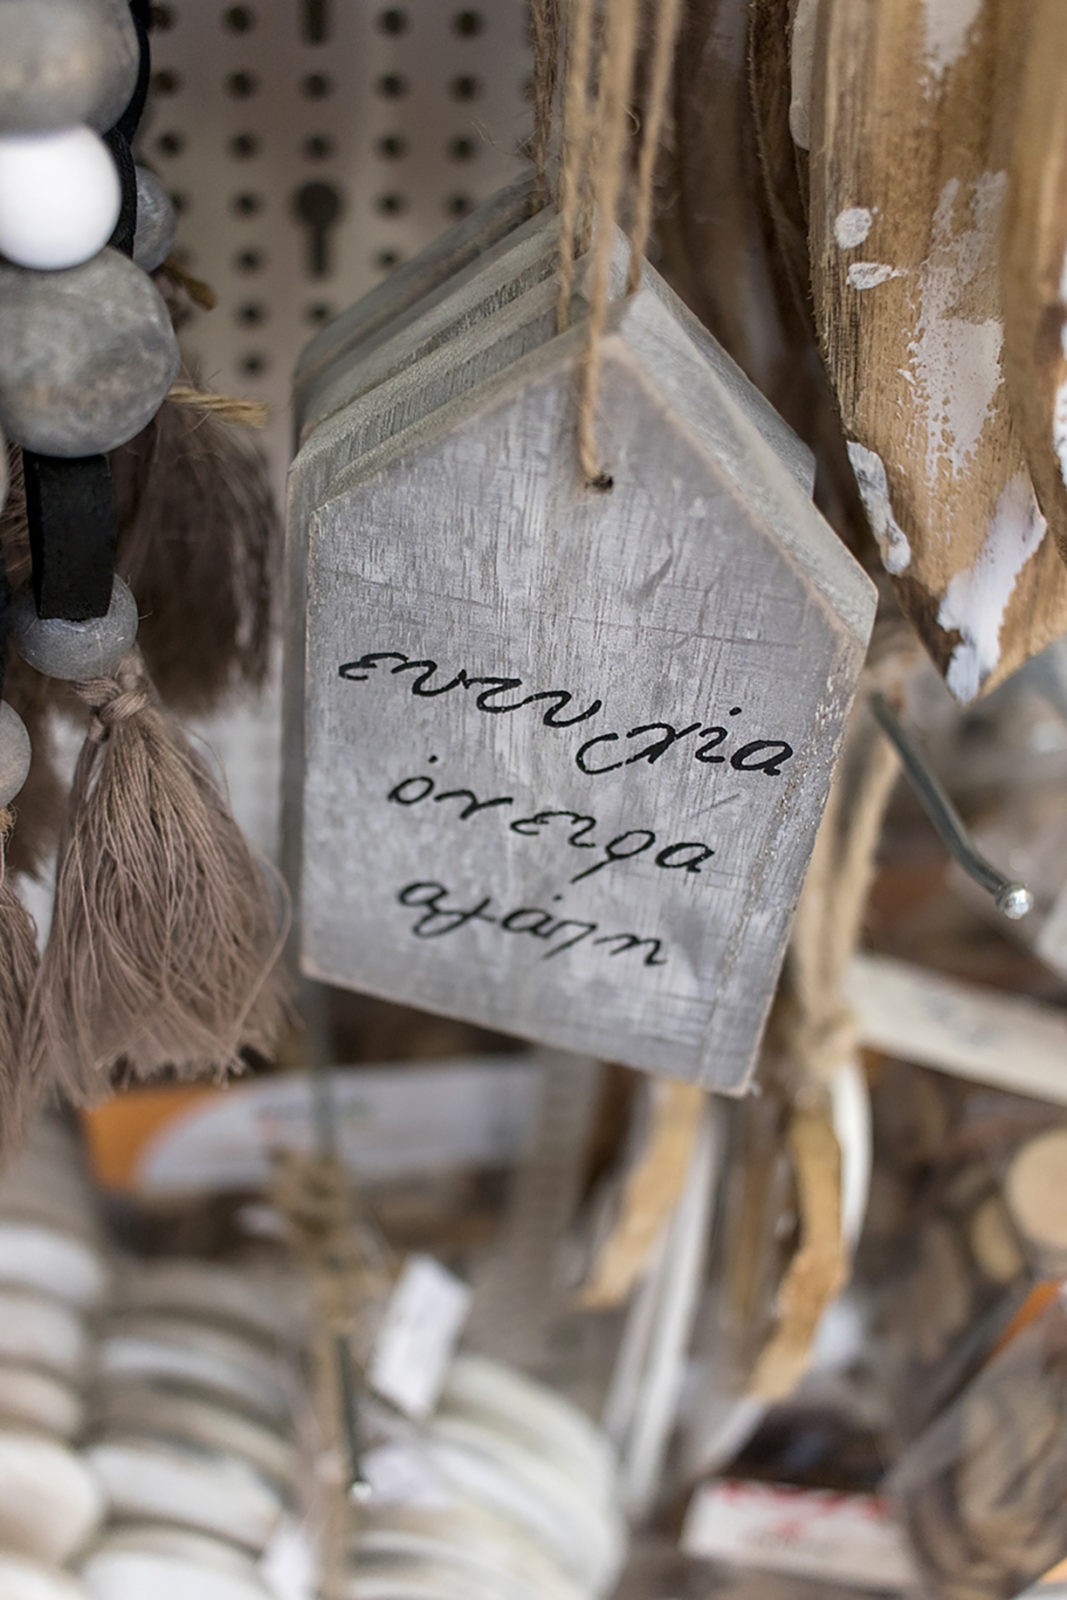 ευτυχία
όνειρα
αγάπη